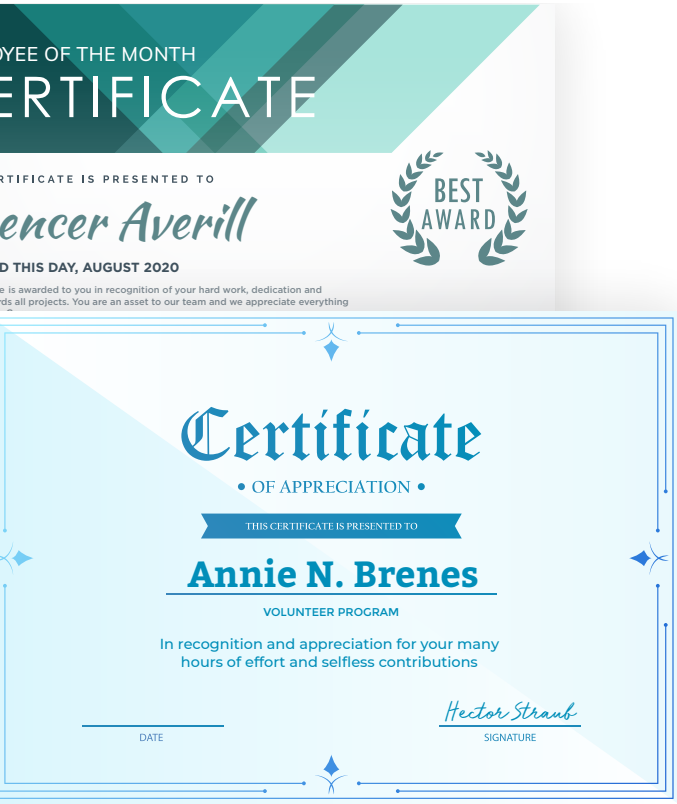 OYEE OF THE MONTH
ERTIFICATE
RTIFICATE IS PRESENTED TO
encer Averill
BEST
AWARD
D THIS DAY, AUGUST 2020
e is awarded to you in recognition of your hard work, dedication and
rds all projects. You are an asset to our team and we appreciate everything
Certificate
• OF APPRECIATION •
THIS CERTIFICATE IS PRESENTED TO
Annie N. Brenes
VOLUNTEER PROGRAM
In recognition and appreciation for your many
hours of effort and selfless contributions
Hector Straub
DATE
SIGNATURE